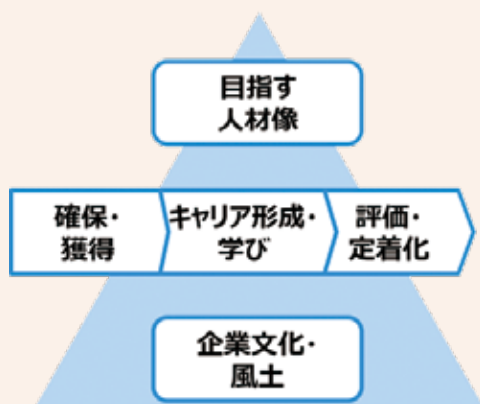 目指す
人材像
確保・
獲得
キャリア形成・
学び
評価・
定着化
企業文化・
風土